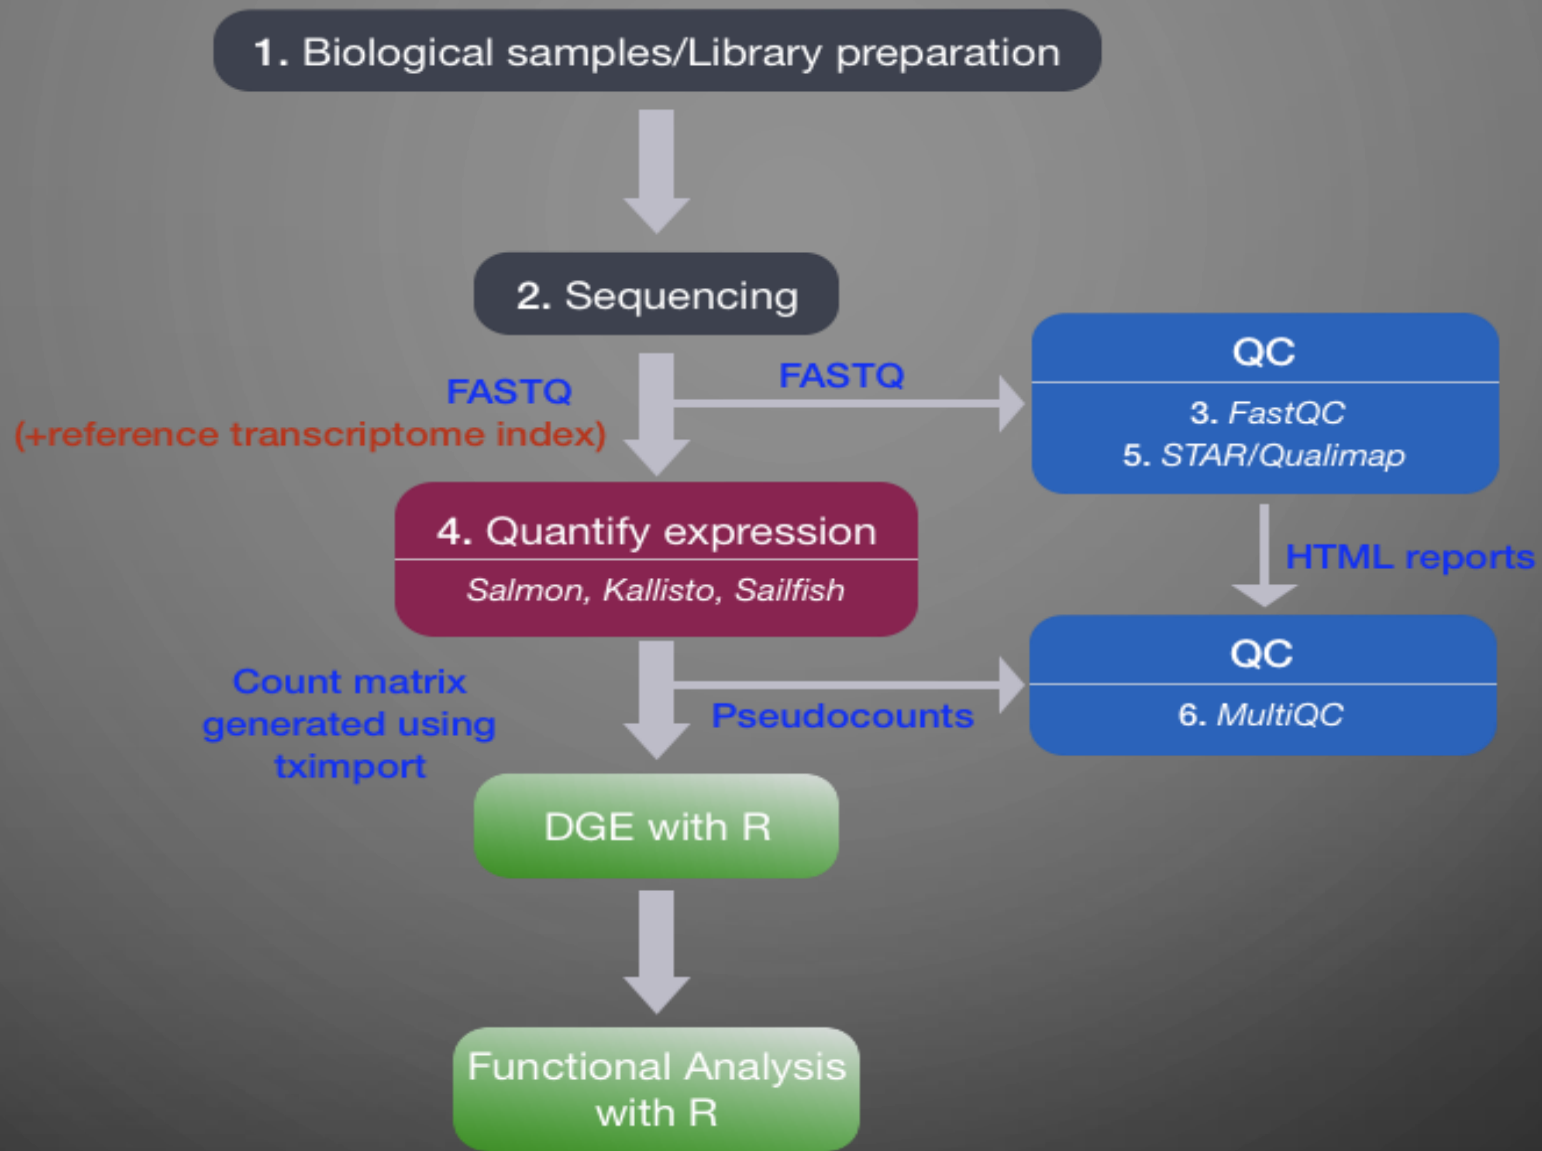 1. Biological samples/Library preparation
2. Sequencing
FASTQ
(+reference transcriptome index)
FASTQ
QC
3. FastQC
5. STAR/Qualimap
4. Quantify expression
Salmon, Kallisto, Sailfish
HTML reports
QC
6. MultiQC
Count matrix
generated using
tximport
Pseudocounts
DGE with R
Functional Analysis
with R